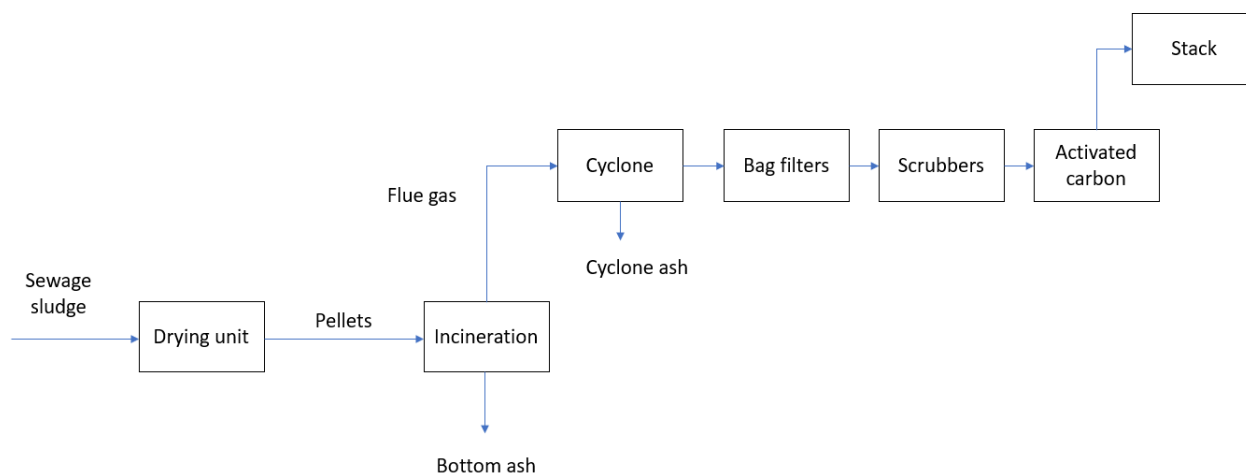 Stack
Cyclone
Bag filters
Scrubbers
Activated
carbon
Flue gas
Cyclone ash
Sewage
sludge
Drying unit
Pellets
Incineration
Bottom ash